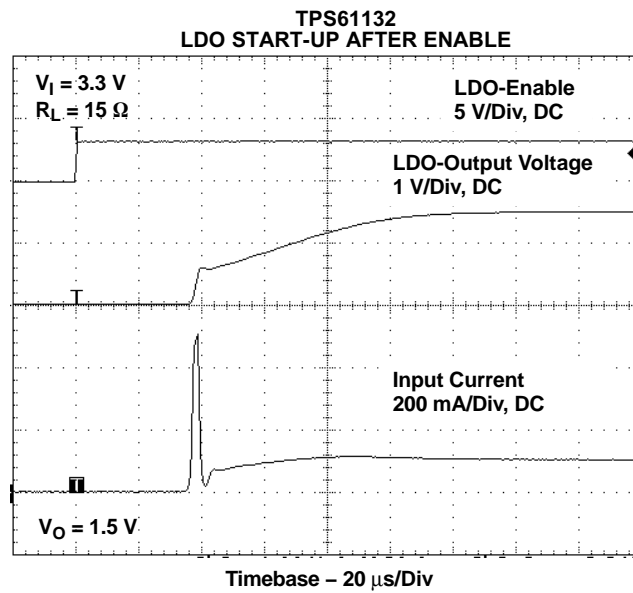 TPS61132
LDO START-UP AFTER ENABLE
V_I = 3.3 V
R_L = 15 Ω
LDO-Enable
5 V/Div, DC
T
LDO-Output Voltage
1 V/Div, DC
T
Input Current
200 mA/Div, DC
T
V_O = 1.5 V
Timebase – 20 μs/Div